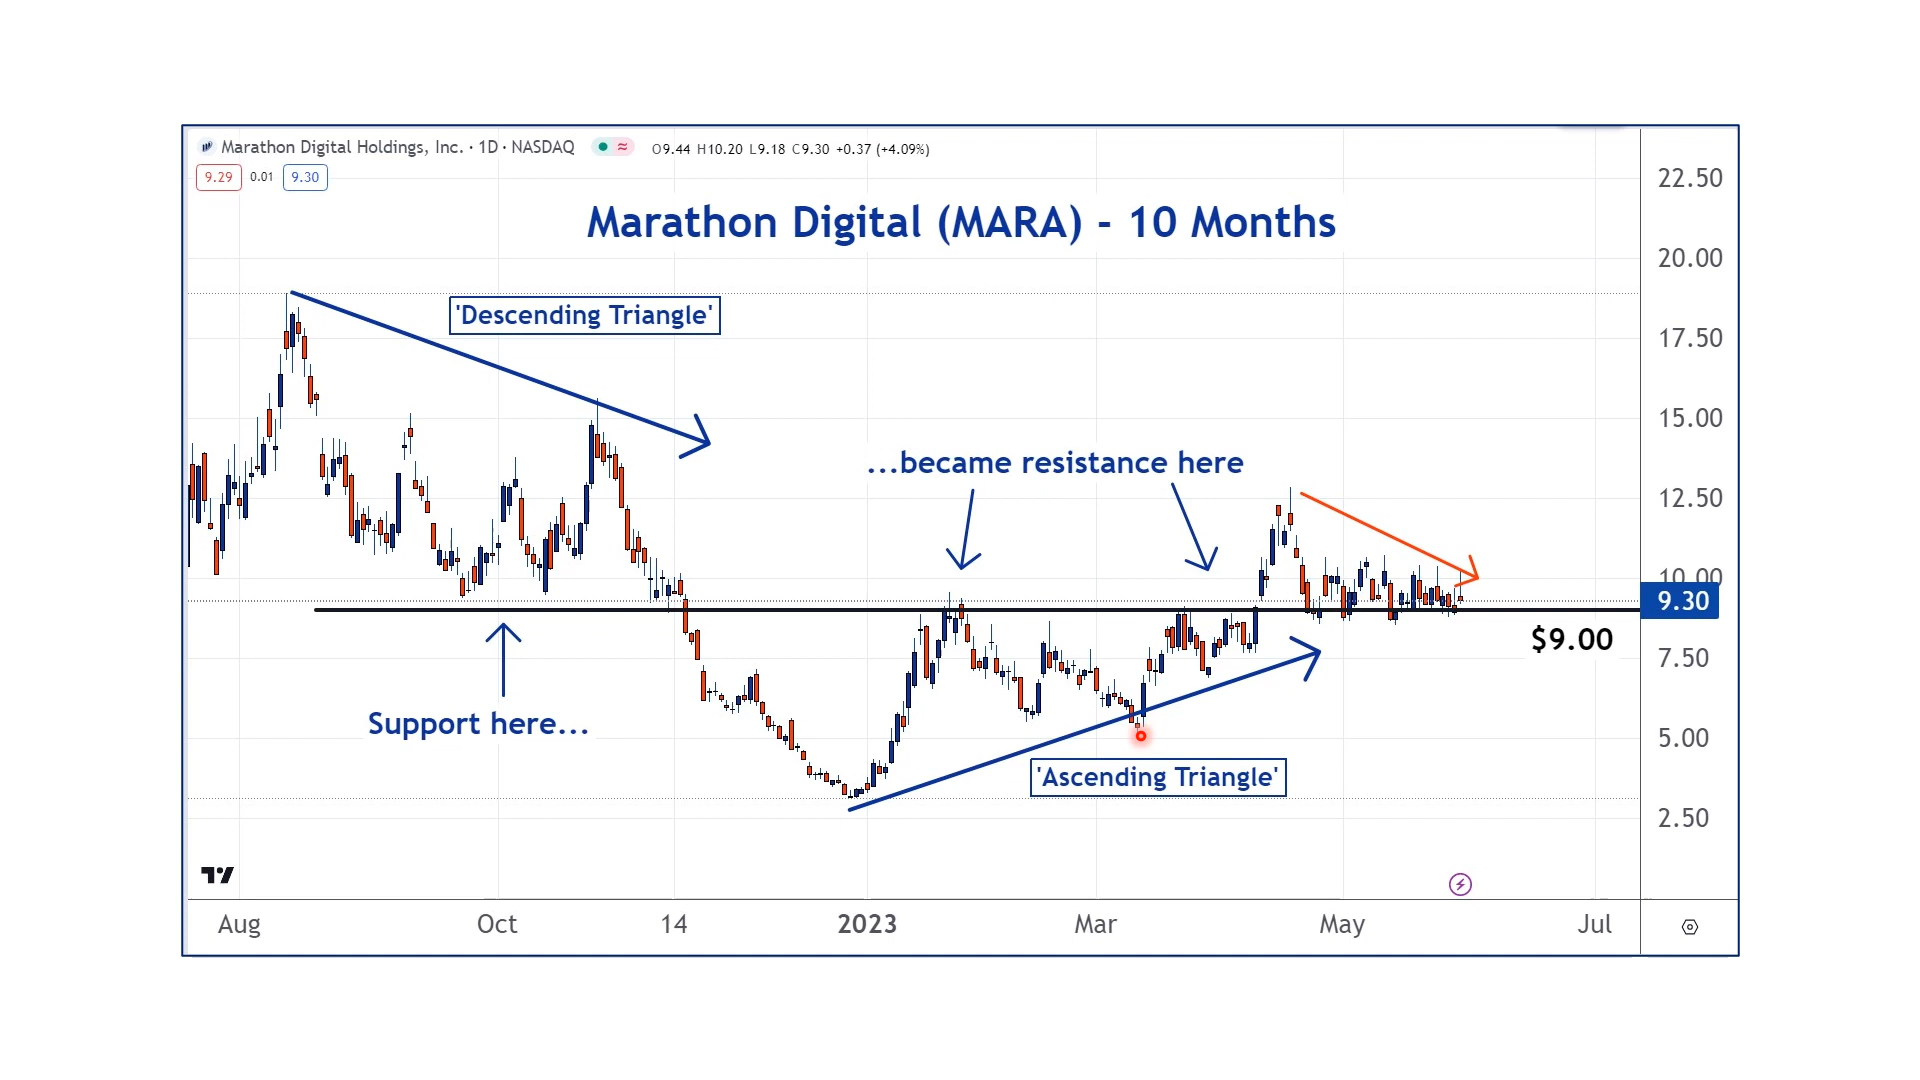 Marathon Digital Holdings, Inc. · 1D · NASDAQ O9.44 H10.20 L9.18 C9.30 +0.37 (+4.09%)
9.29 0.01 9.30
Marathon Digital (MARA) - 10 Months
'Descending Triangle'
...became resistance here
Support here...
'Ascending Triangle'
$9.00
22.50
20.00
17.50
15.00
12.50
10.00
9.30
7.50
5.00
2.50
Aug Oct 14 2023 Mar May Jul